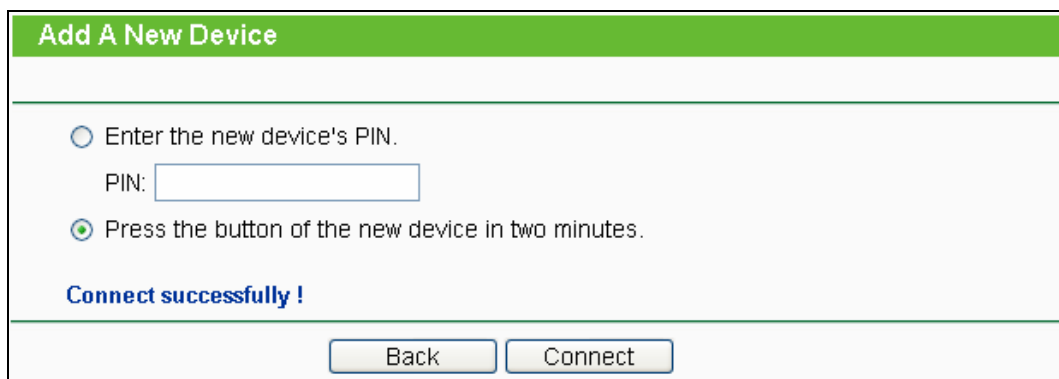 Add A New Device
Enter the new device's PIN.
PIN:
Press the button of the new device in two minutes.
Connect successfully !
Back Connect